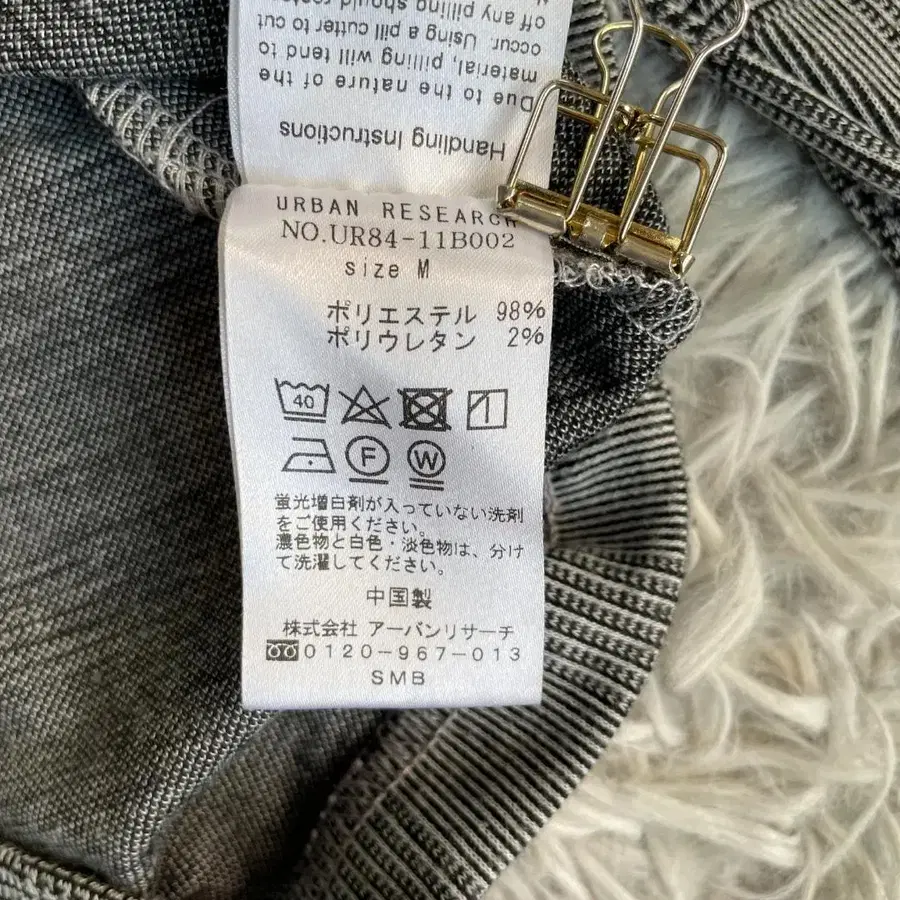 Handling Instructions
Due to the nature of the
material, pilling will tend to
occur. Using a pill cutter to cut
off any pilling should
URBAN RESEARCH
NO.UR84-11B002
size M
ポリエステル 98%
ポリウレタン 2%
40
F W
蛍光増白剤が入っていない洗剤
をご使用ください。
濃色物と白色・淡色物は、分け
て洗濯してください。
中国製
株式会社 アーバンリサーチ
0120-967-013
SMB